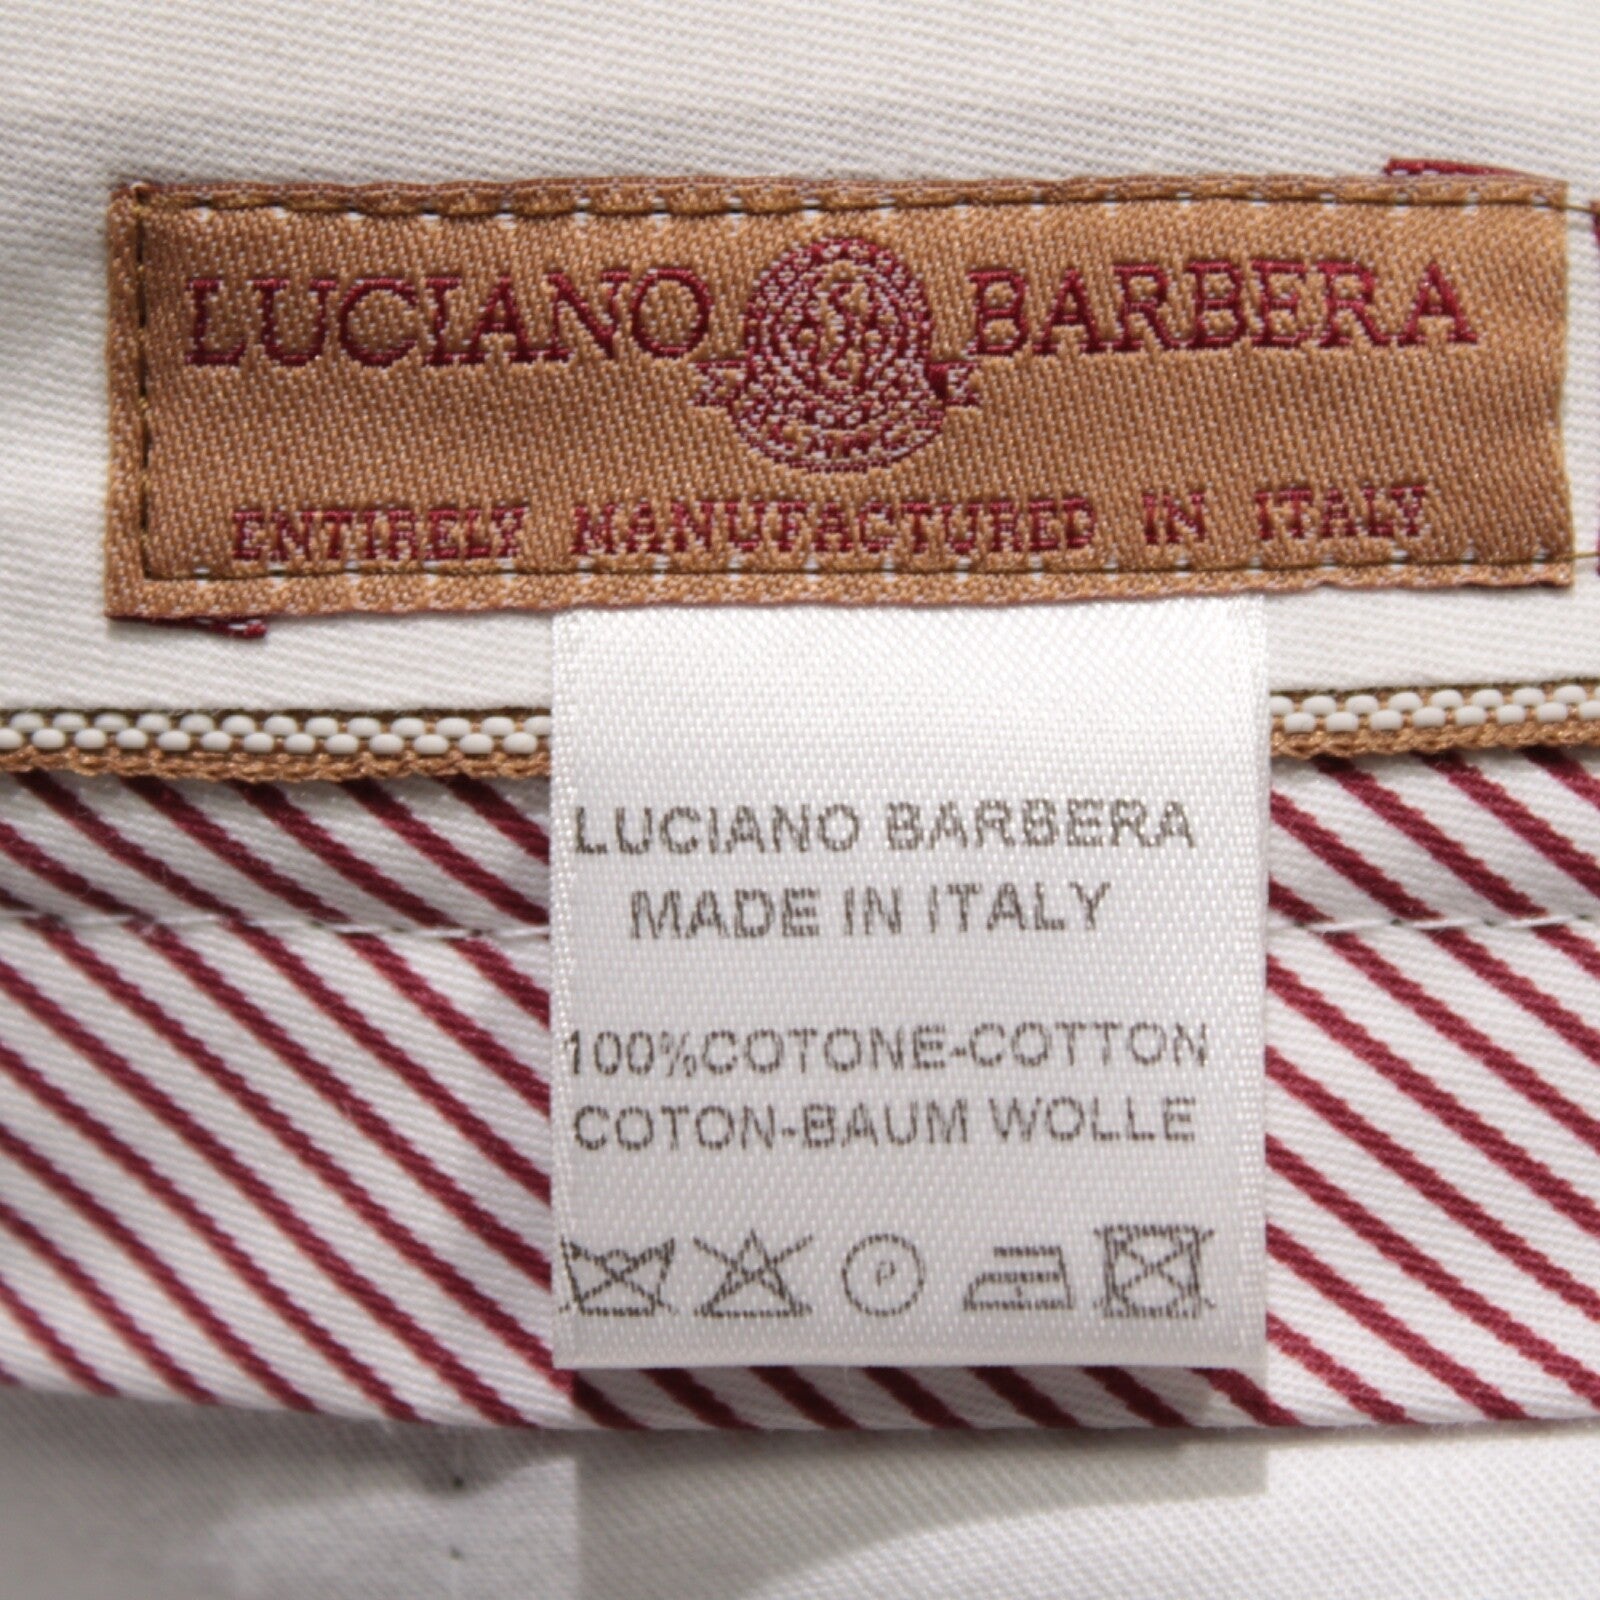 LUCIANO BARBERA
ENTIRELY MANUFACTURED IN ITALY
LUCIANO BARBERA
MADE IN ITALY
100%COTONE-COTTON
COTON-BAUM WOLLE
P